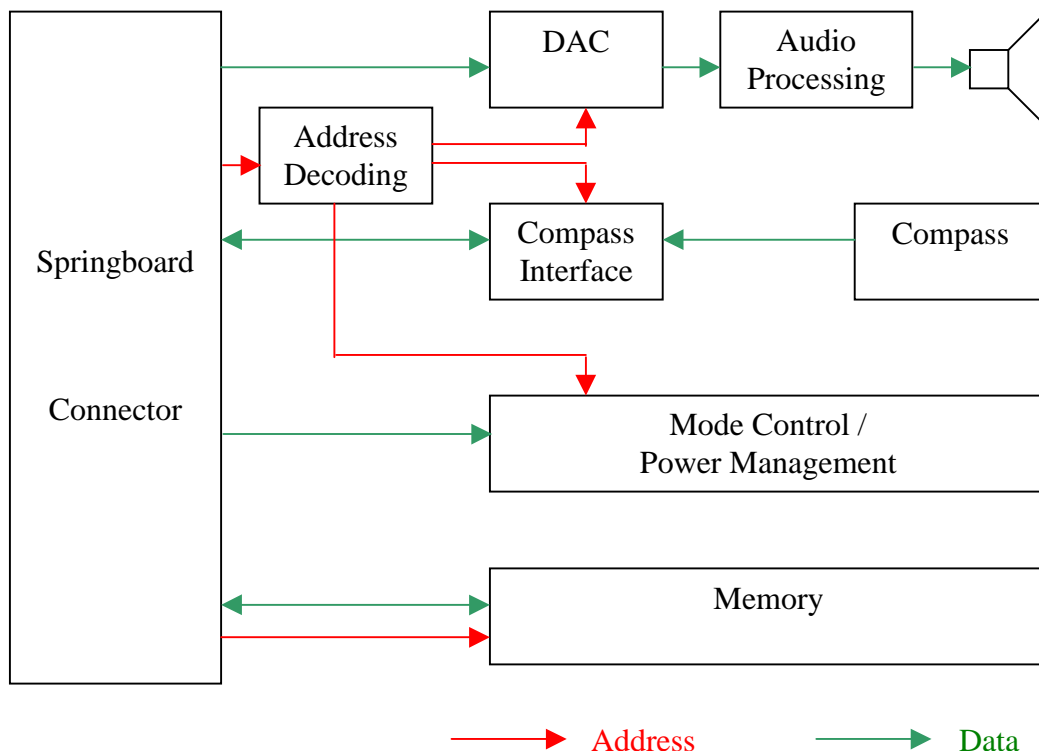 DAC
Audio
Processing
Address
Decoding
Springboard
Connector
Compass
Interface
Compass
Mode Control /
Power Management
Memory
Address
Data